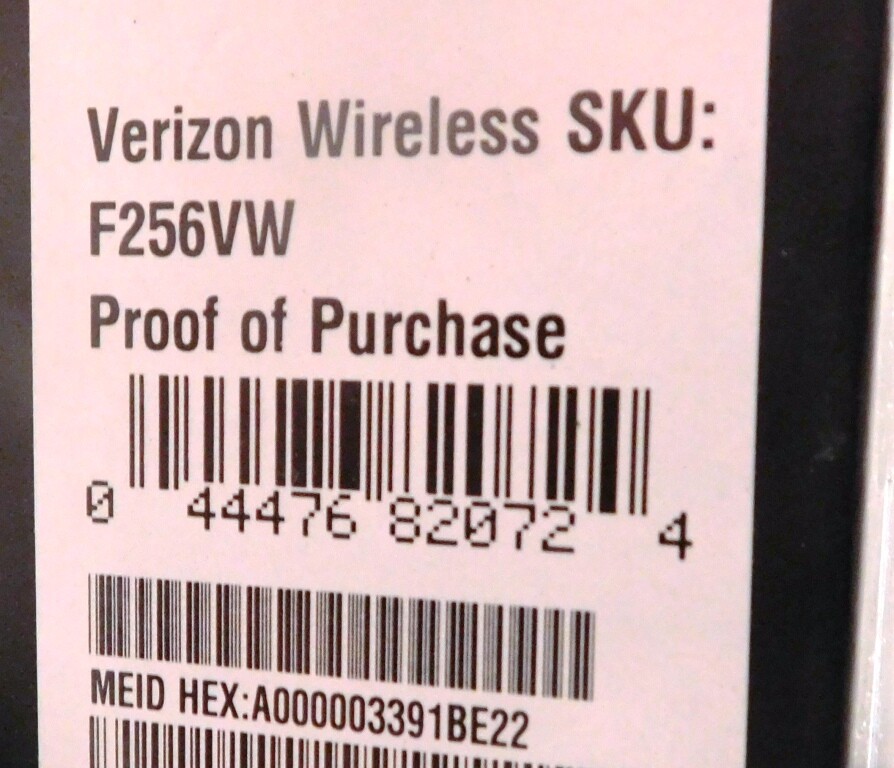 Verizon Wireless SKU:
F256VW
Proof of Purchase
0 44476 82072 4
MEID HEX:A000003391BE22